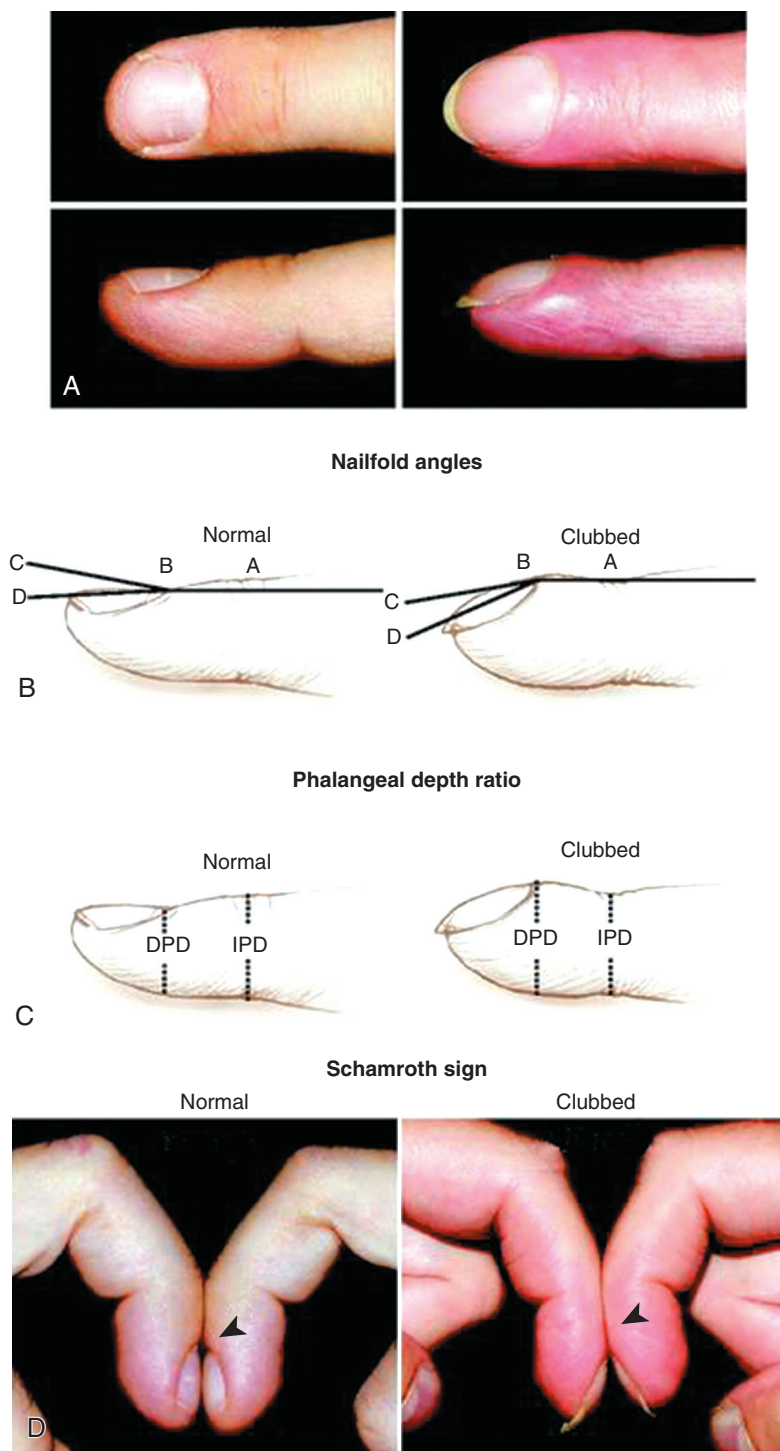 A
Nailfold angles
Normal
Clubbed
C
B
A
D
B
A
C
D
B
Phalangeal depth ratio
Normal
Clubbed
DPD
IPD
DPD
IPD
C
Schamroth sign
Normal
Clubbed
D